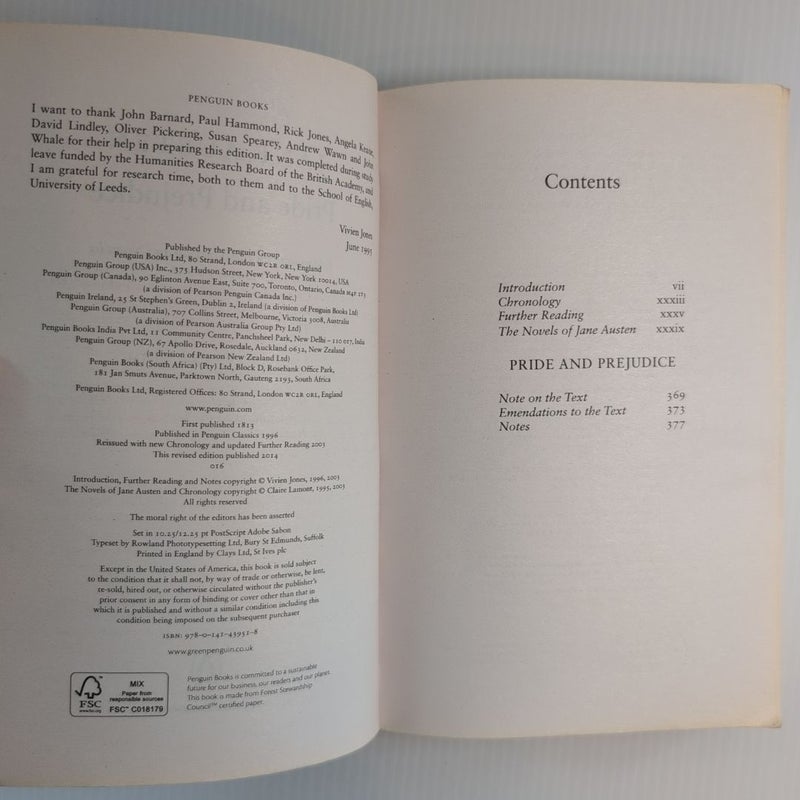 PENGUIN BOOKS
I want to thank John Barnard, Paul Hammond, Rick Jones, Angela Keane,
David Lindley, Oliver Pickering, Susan Spearey, Andrew Wawn and John
Whale for their help in preparing this edition. It was completed during study
leave funded by the Humanities Research Board of the British Academy, and
I am grateful for research time, both to them and to the School of English,
University of Leeds.
Vivien Jones
June 1995
Published by the Penguin Group
Penguin Books Ltd, 80 Strand, London WC2R ORL, England
Penguin Group (USA) Inc., 375 Hudson Street, New York, New York 10014, USA
Penguin Group (Canada), 90 Eglinton Avenue East, Suite 700, Toronto, Ontario, Canada M4P 2Y3
(a division of Pearson Penguin Canada Inc.)
Penguin Ireland, 25 St Stephen's Green, Dublin 2, Ireland (a division of Penguin Books Ltd)
Penguin Group (Australia), 707 Collins Street, Melbourne, Victoria 3008, Australia
(a division of Pearson Australia Group Pty Ltd)
Penguin Books India Pvt Ltd, 11 Community Centre, Panchsheel Park, New Delhi – 110 017, India
Penguin Group (NZ), 67 Apollo Drive, Rosedale, Auckland 0632, New Zealand
(a division of Pearson New Zealand Ltd)
Penguin Books (South Africa) (Pty) Ltd, Block D, Rosebank Office Park,
181 Jan Smuts Avenue, Parktown North, Gauteng 2193, South Africa
Penguin Books Ltd, Registered Offices: 80 Strand, London WC2R ORL, England
www.penguin.com
First published 1813
Published in Penguin Classics 1996
Reissued with new Chronology and updated Further Reading 2003
This revised edition published 2014
016
Introduction, Further Reading and Notes copyright © Vivien Jones, 1996, 2003
The Novels of Jane Austen and Chronology copyright © Claire Lamont, 1995, 2003
All rights reserved
The moral right of the editors has been asserted
Set in 10.25/12.25 pt PostScript Adobe Sabon
Typeset by Rowland Phototypesetting Ltd, Bury St Edmunds, Suffolk
Printed in England by Clays Ltd, St Ives plc
Except in the United States of America, this book is sold subject
to the condition that it shall not, by way of trade or otherwise, be lent,
re-sold, hired out, or otherwise circulated without the publisher's
prior consent in any form of binding or cover other than that in
which it is published and without a similar condition including this
condition being imposed on the subsequent purchaser
ISBN: 978-0-141-43951-8
www.greenpenguin.co.uk
FSC
www.fsc.org
MIX
Paper from
responsible sources
FSC™ C018179
Penguin Books is committed to a sustainable
future for our business, our readers and our planet.
This book is made from Forest Stewardship
Council™ certified paper.
Contents
Introduction vii
Chronology xxxiii
Further Reading xxxv
The Novels of Jane Austen xxxix
PRIDE AND PREJUDICE
Note on the Text 369
Emendations to the Text 373
Notes 377